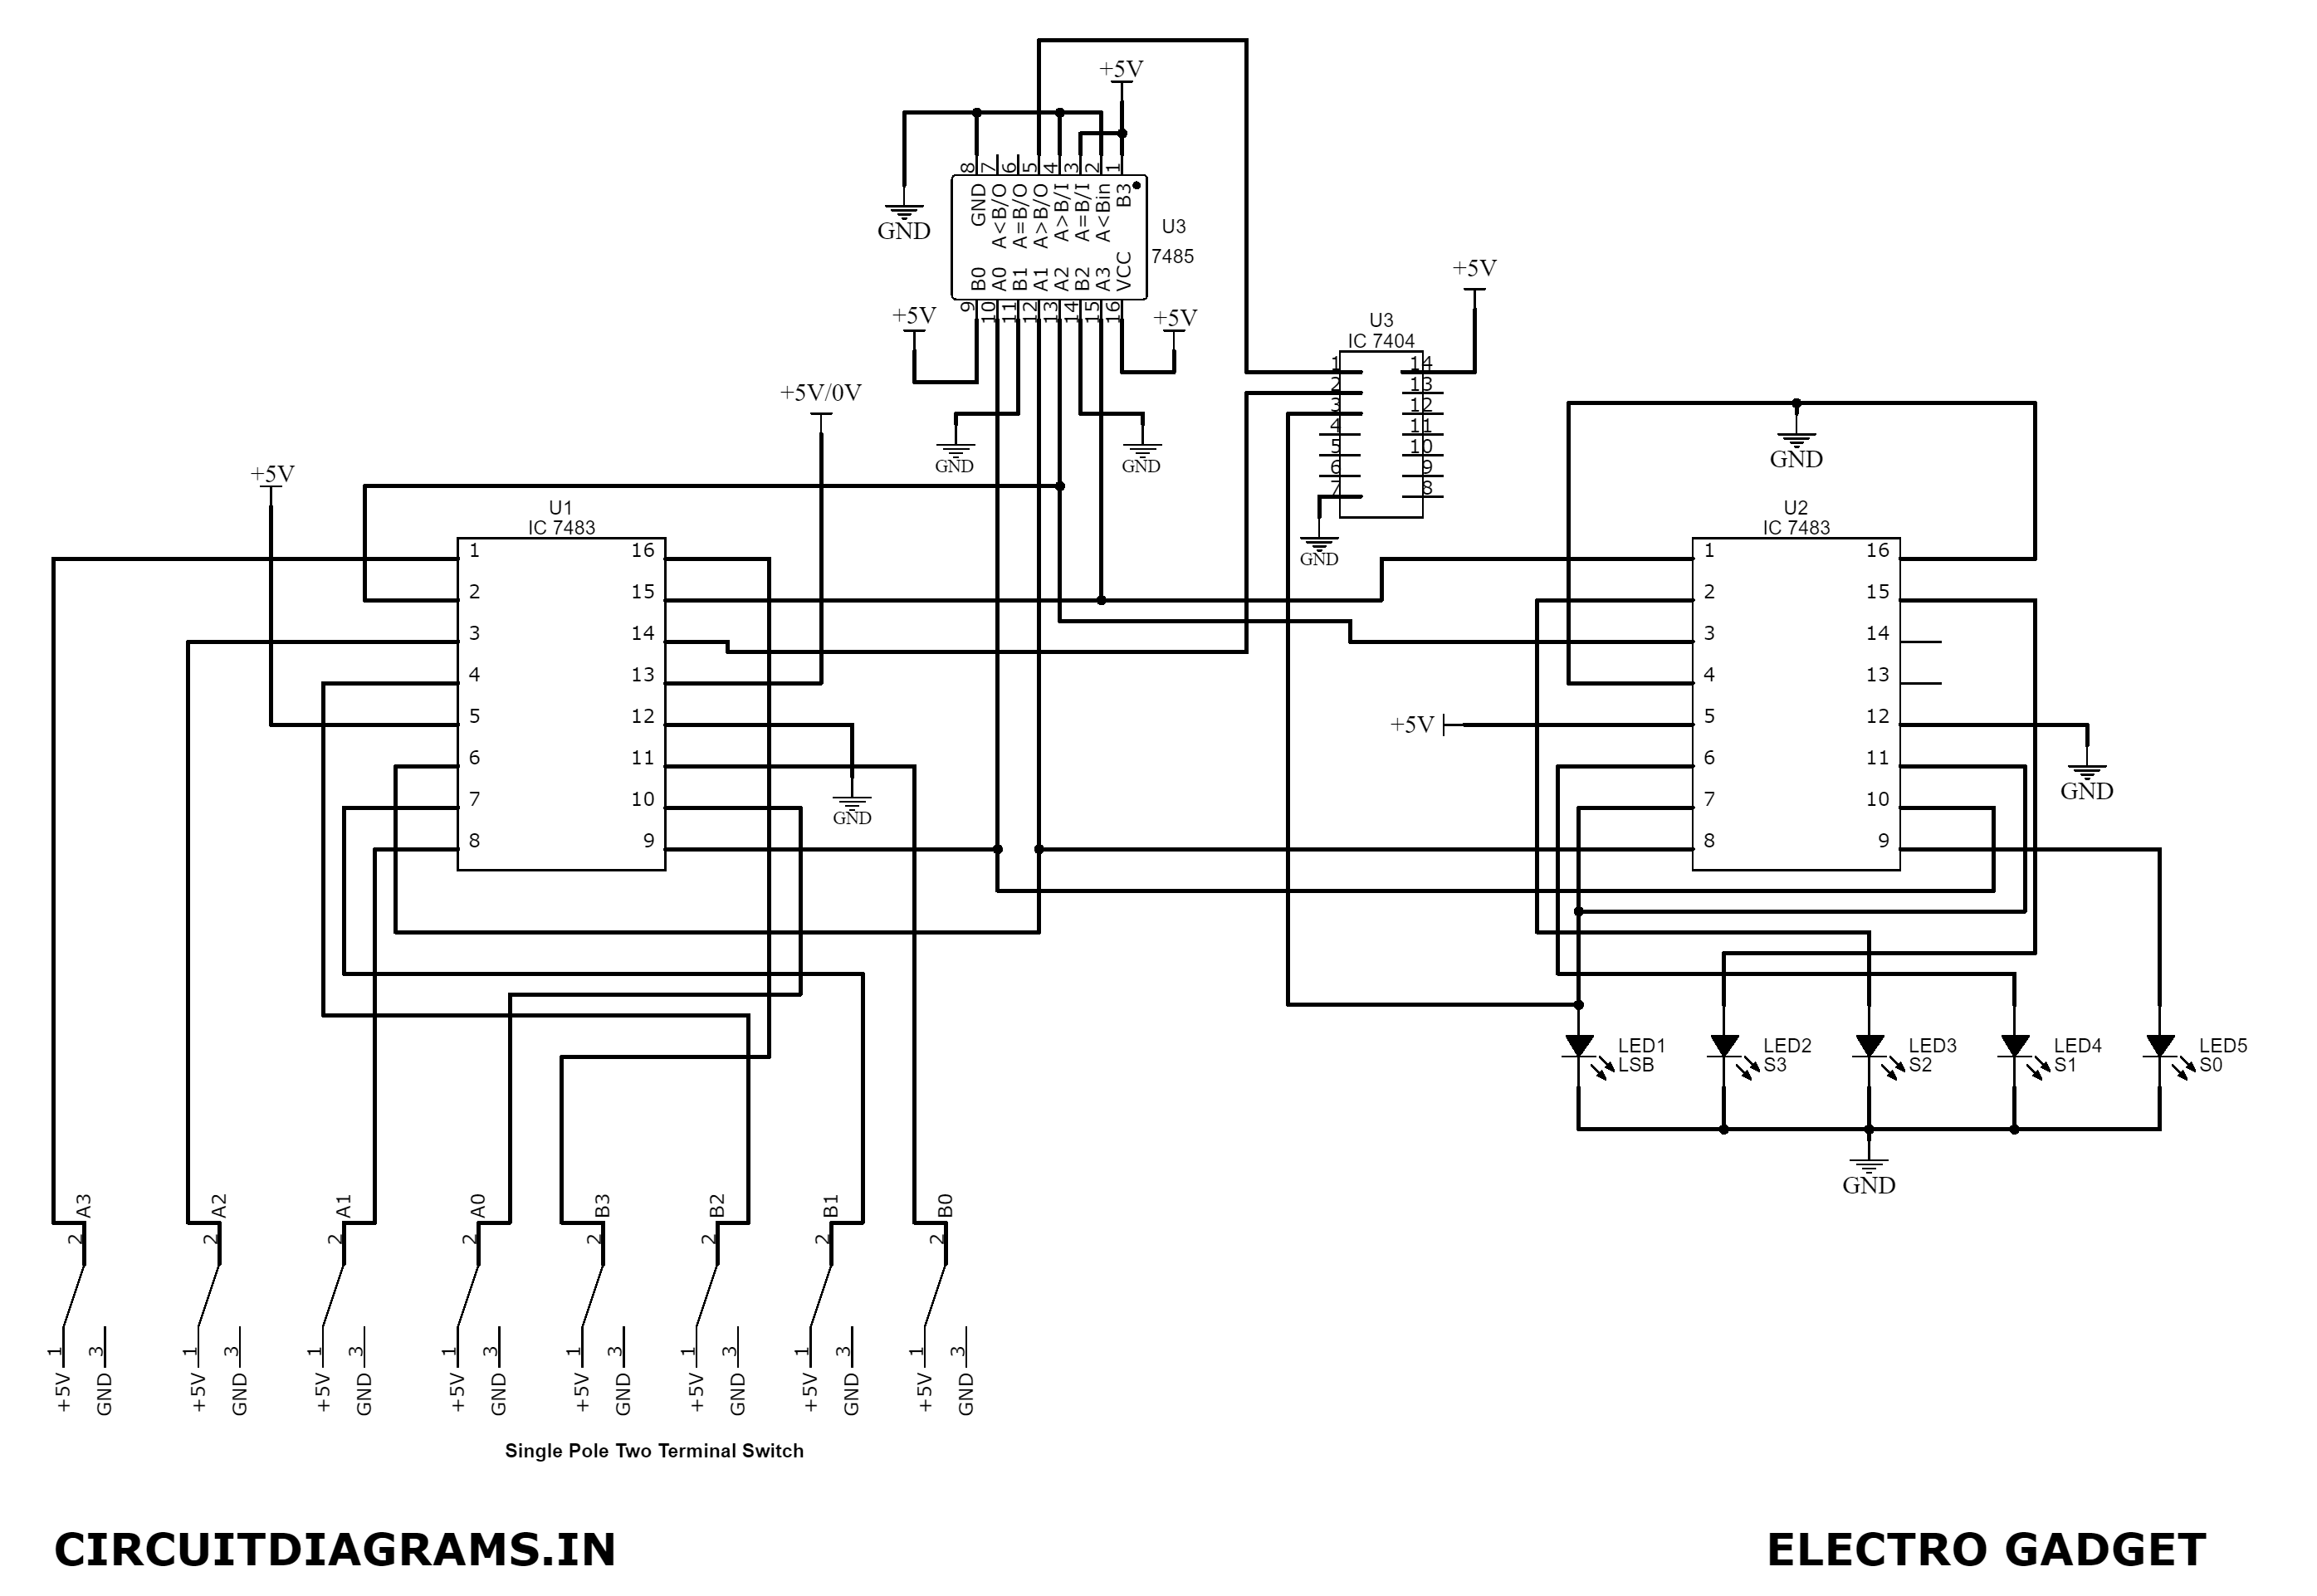 +5V
8 7 6 5 4 3 2 1
GND A<B/O A=B/O A>B/O A>B/I A=B/I A<Bin B3
GND
U3
7485
B0 A0 B1 A1 A2 B2 A3 VCC
9 10 11 12 13 14 15 16
+5V +5V
+5V
U3
IC 7404
1 14
2 13
3 12
4 11
5 10
6 9
7 8
GND
+5V/0V
GND GND
GND
+5V
U1
IC 7483
1 16
2 15
3 14
4 13
5 12
6 11
7 10
8 9
GND
U2
IC 7483
1 16
2 15
3 14
4 13
+5V
5 12
6 11
7 10
8 9
GND
LED1
LSB
LED2
S3
LED3
S2
LED4
S1
LED5
S0
GND
A3 A2 A1 A0 B3 B2 B1 B0
2 2 2 2 2 2 2 2
1 3 1 3 1 3 1 3 1 3 1 3 1 3 1 3
+5V GND +5V GND +5V GND +5V GND +5V GND +5V GND +5V GND +5V GND
Single Pole Two Terminal Switch
CIRCUITDIAGRAMS.IN
ELECTRO GADGET